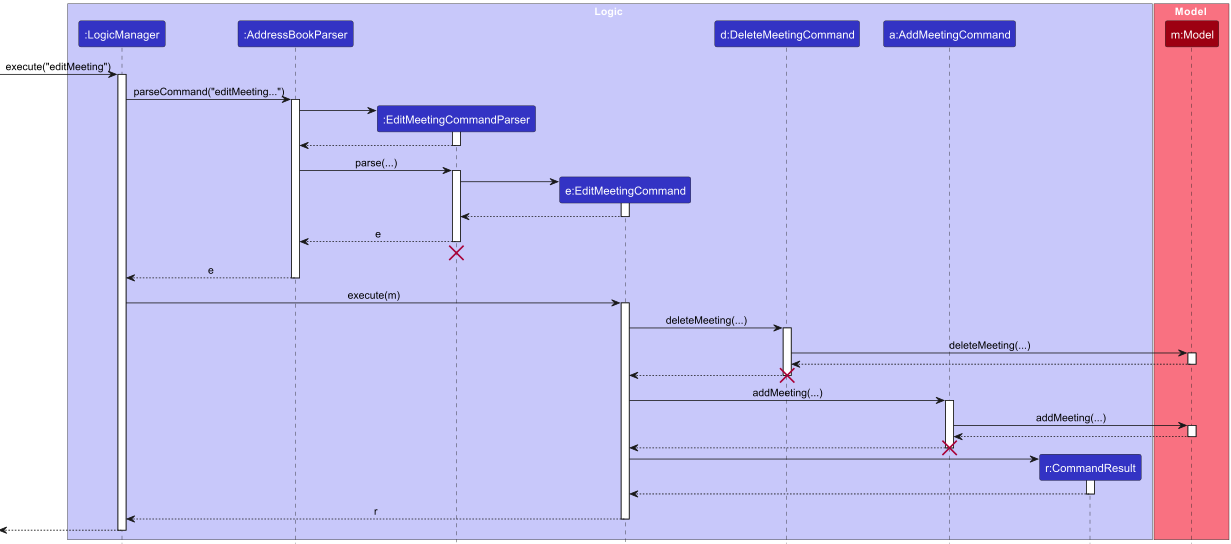 Logic
Model
:LogicManager
:AddressBookParser
d:DeleteMeetingCommand
a:AddMeetingCommand
m:Model
execute("editMeeting")
parseCommand("editMeeting...")
:EditMeetingCommandParser
parse(...)
e:EditMeetingCommand
e
e
execute(m)
deleteMeeting(...)
deleteMeeting(...)
addMeeting(...)
addMeeting(...)
r:CommandResult
r